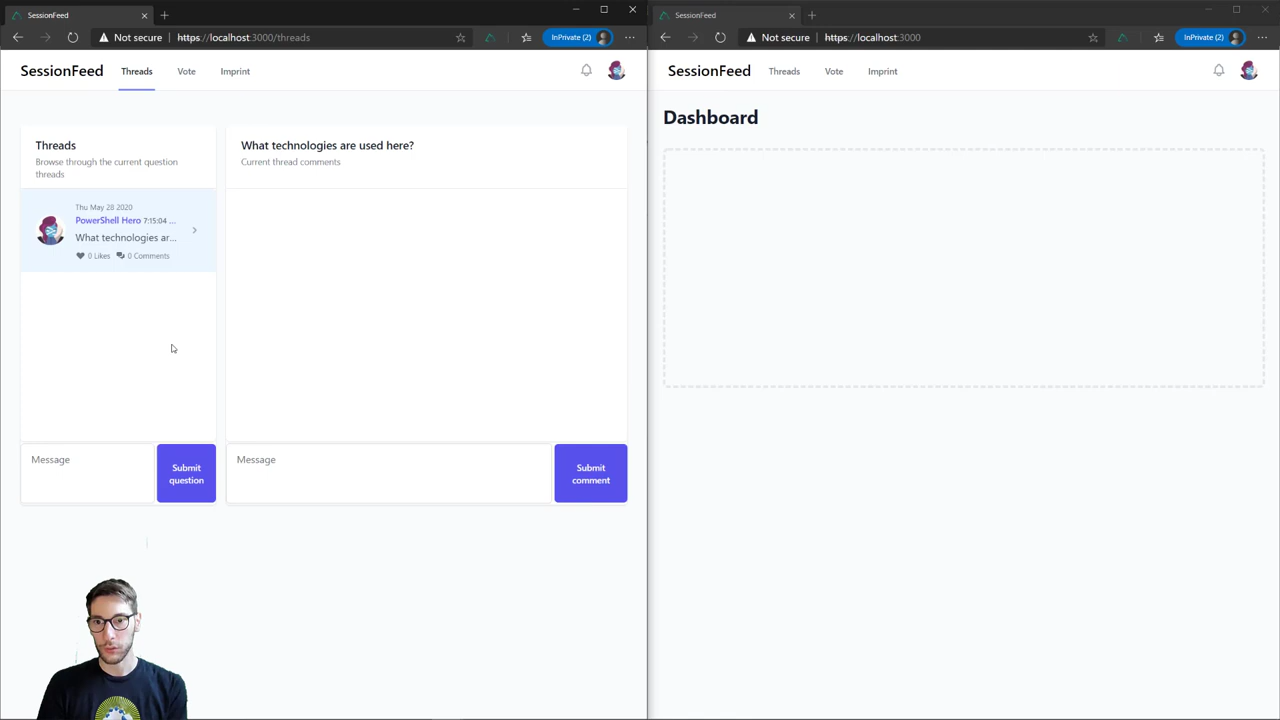 SessionFeed
Not secure
https://localhost:3000/threads
InPrivate (2)
SessionFeed
Threads
Vote
Imprint
Threads
Browse through the current question
threads
Thu May 28 2020
PowerShell Hero 7:15:04 ...
What technologies ar...
0 Likes
0 Comments
Message
Submit
question
What technologies are used here?
Current thread comments
Message
Submit
comment
SessionFeed
Not secure
https://localhost:3000
InPrivate (2)
SessionFeed
Threads
Vote
Imprint
Dashboard